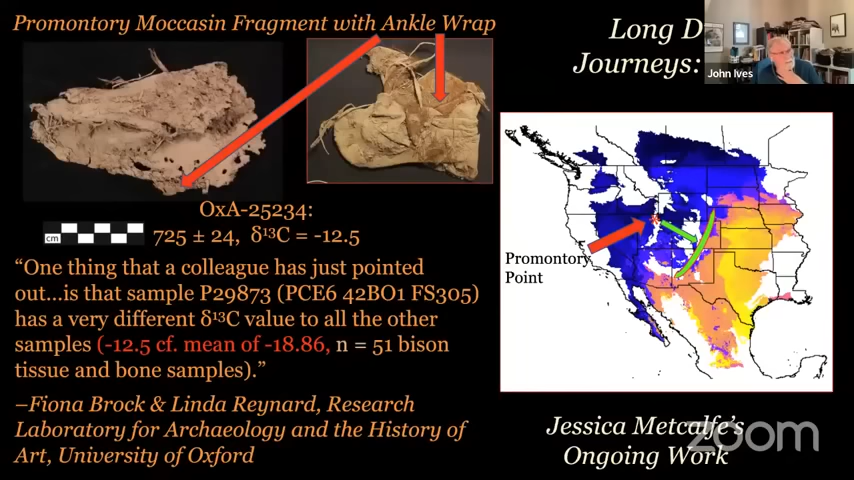 Promontory Moccasin Fragment with Ankle Wrap
OxA-25234:
cm
725 ± 24, δ¹³C = -12.5
“One thing that a colleague has just pointed
out...is that sample P29873 (PCE6 42BO1 FS305)
has a very different δ¹³C value to all the other
samples (-12.5 cf. mean of -18.86, n = 51 bison
tissue and bone samples).”
–Fiona Brock & Linda Reynard, Research
Laboratory for Archaeology and the History of
Art, University of Oxford
Long D
Journeys:
John Ives
Promontory
Point
Jessica Metcalfe's
Ongoing Work
zoom